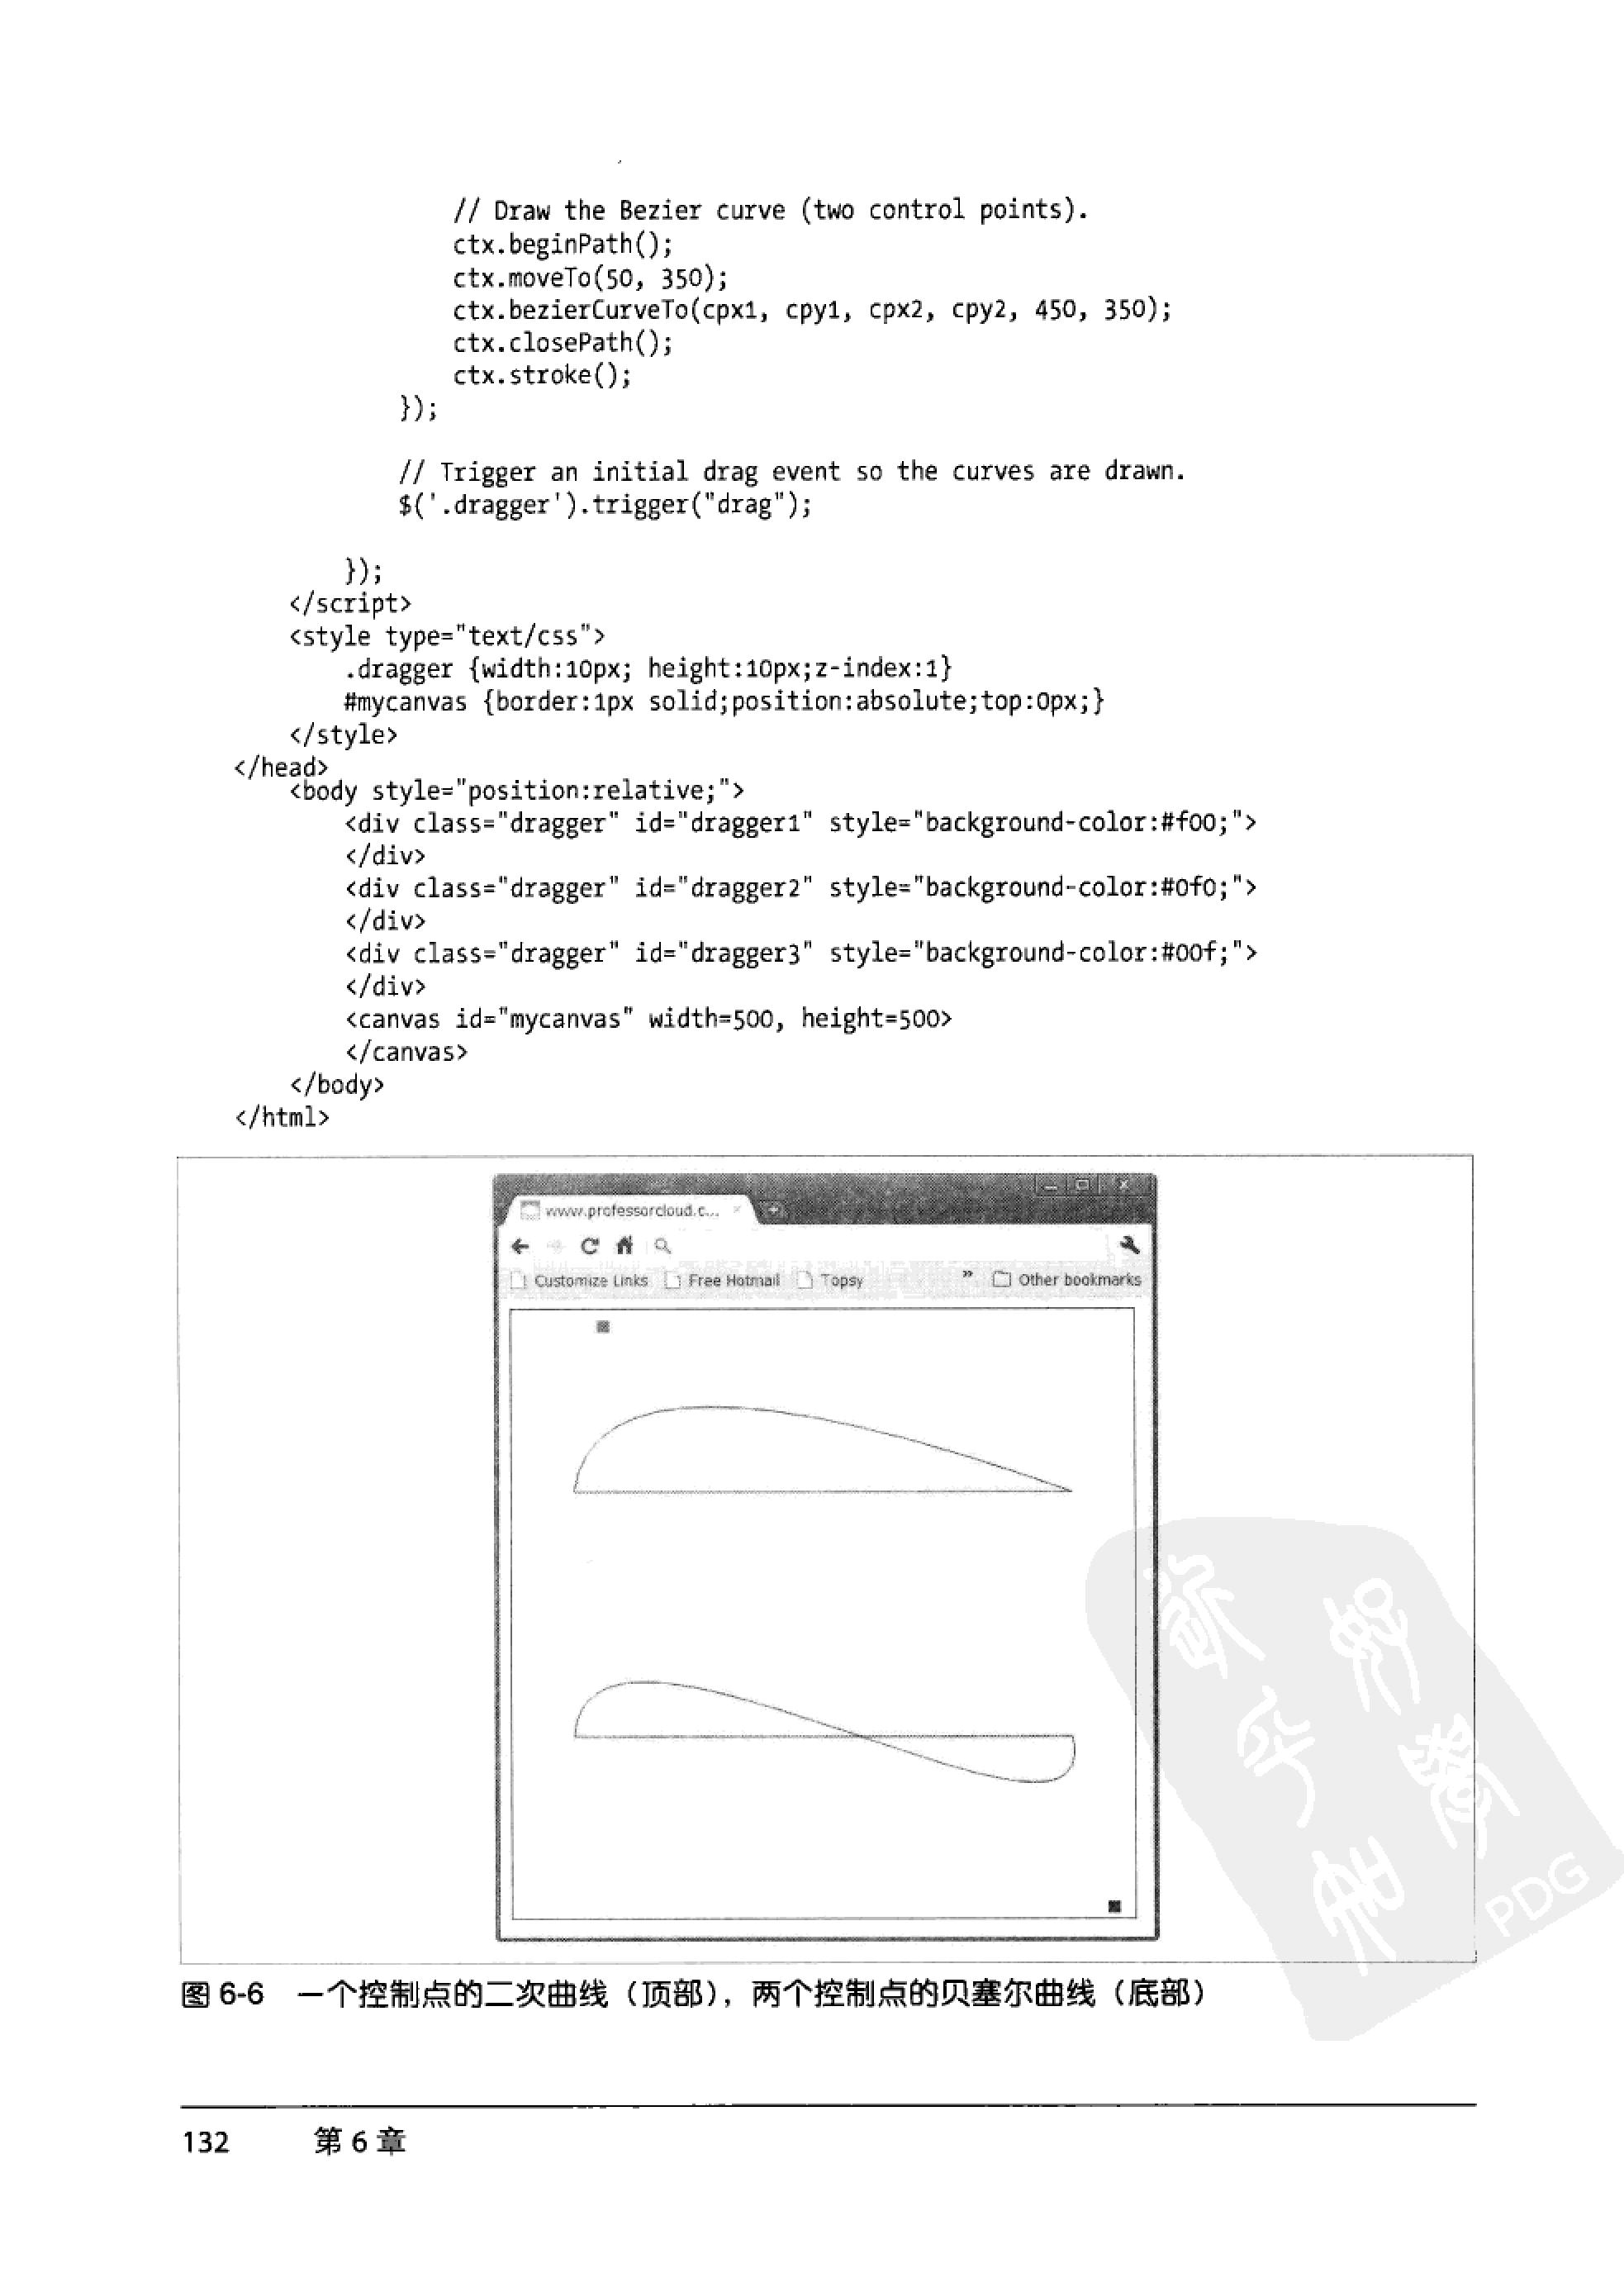 // Draw the Bezier curve (two control points).
ctx.beginPath();
ctx.moveTo(50, 350);
ctx.bezierCurveTo(cpx1, cpy1, cpx2, cpy2, 450, 350);
ctx.closePath();
ctx.stroke();
});
// Trigger an initial drag event so the curves are drawn.
$('.dragger').trigger("drag");
});
</script>
<style type="text/css">
.dragger {width:10px; height:10px;z-index:1}
#mycanvas {border:1px solid;position:absolute;top:0px;}
</style>
</head>
<body style="position:relative;">
<div class="dragger" id="dragger1" style="background-color:#f00;">
</div>
<div class="dragger" id="dragger2" style="background-color:#0f0;">
</div>
<div class="dragger" id="dragger3" style="background-color:#00f;">
</div>
<canvas id="mycanvas" width=500, height=500>
</canvas>
</body>
</html>
www.professorcloud.c...
Customize Links Free Hotmail Topsy » Other bookmarks
PDG
图 6-6 一个控制点的二次曲线（顶部），两个控制点的贝塞尔曲线（底部）
132 第 6 章